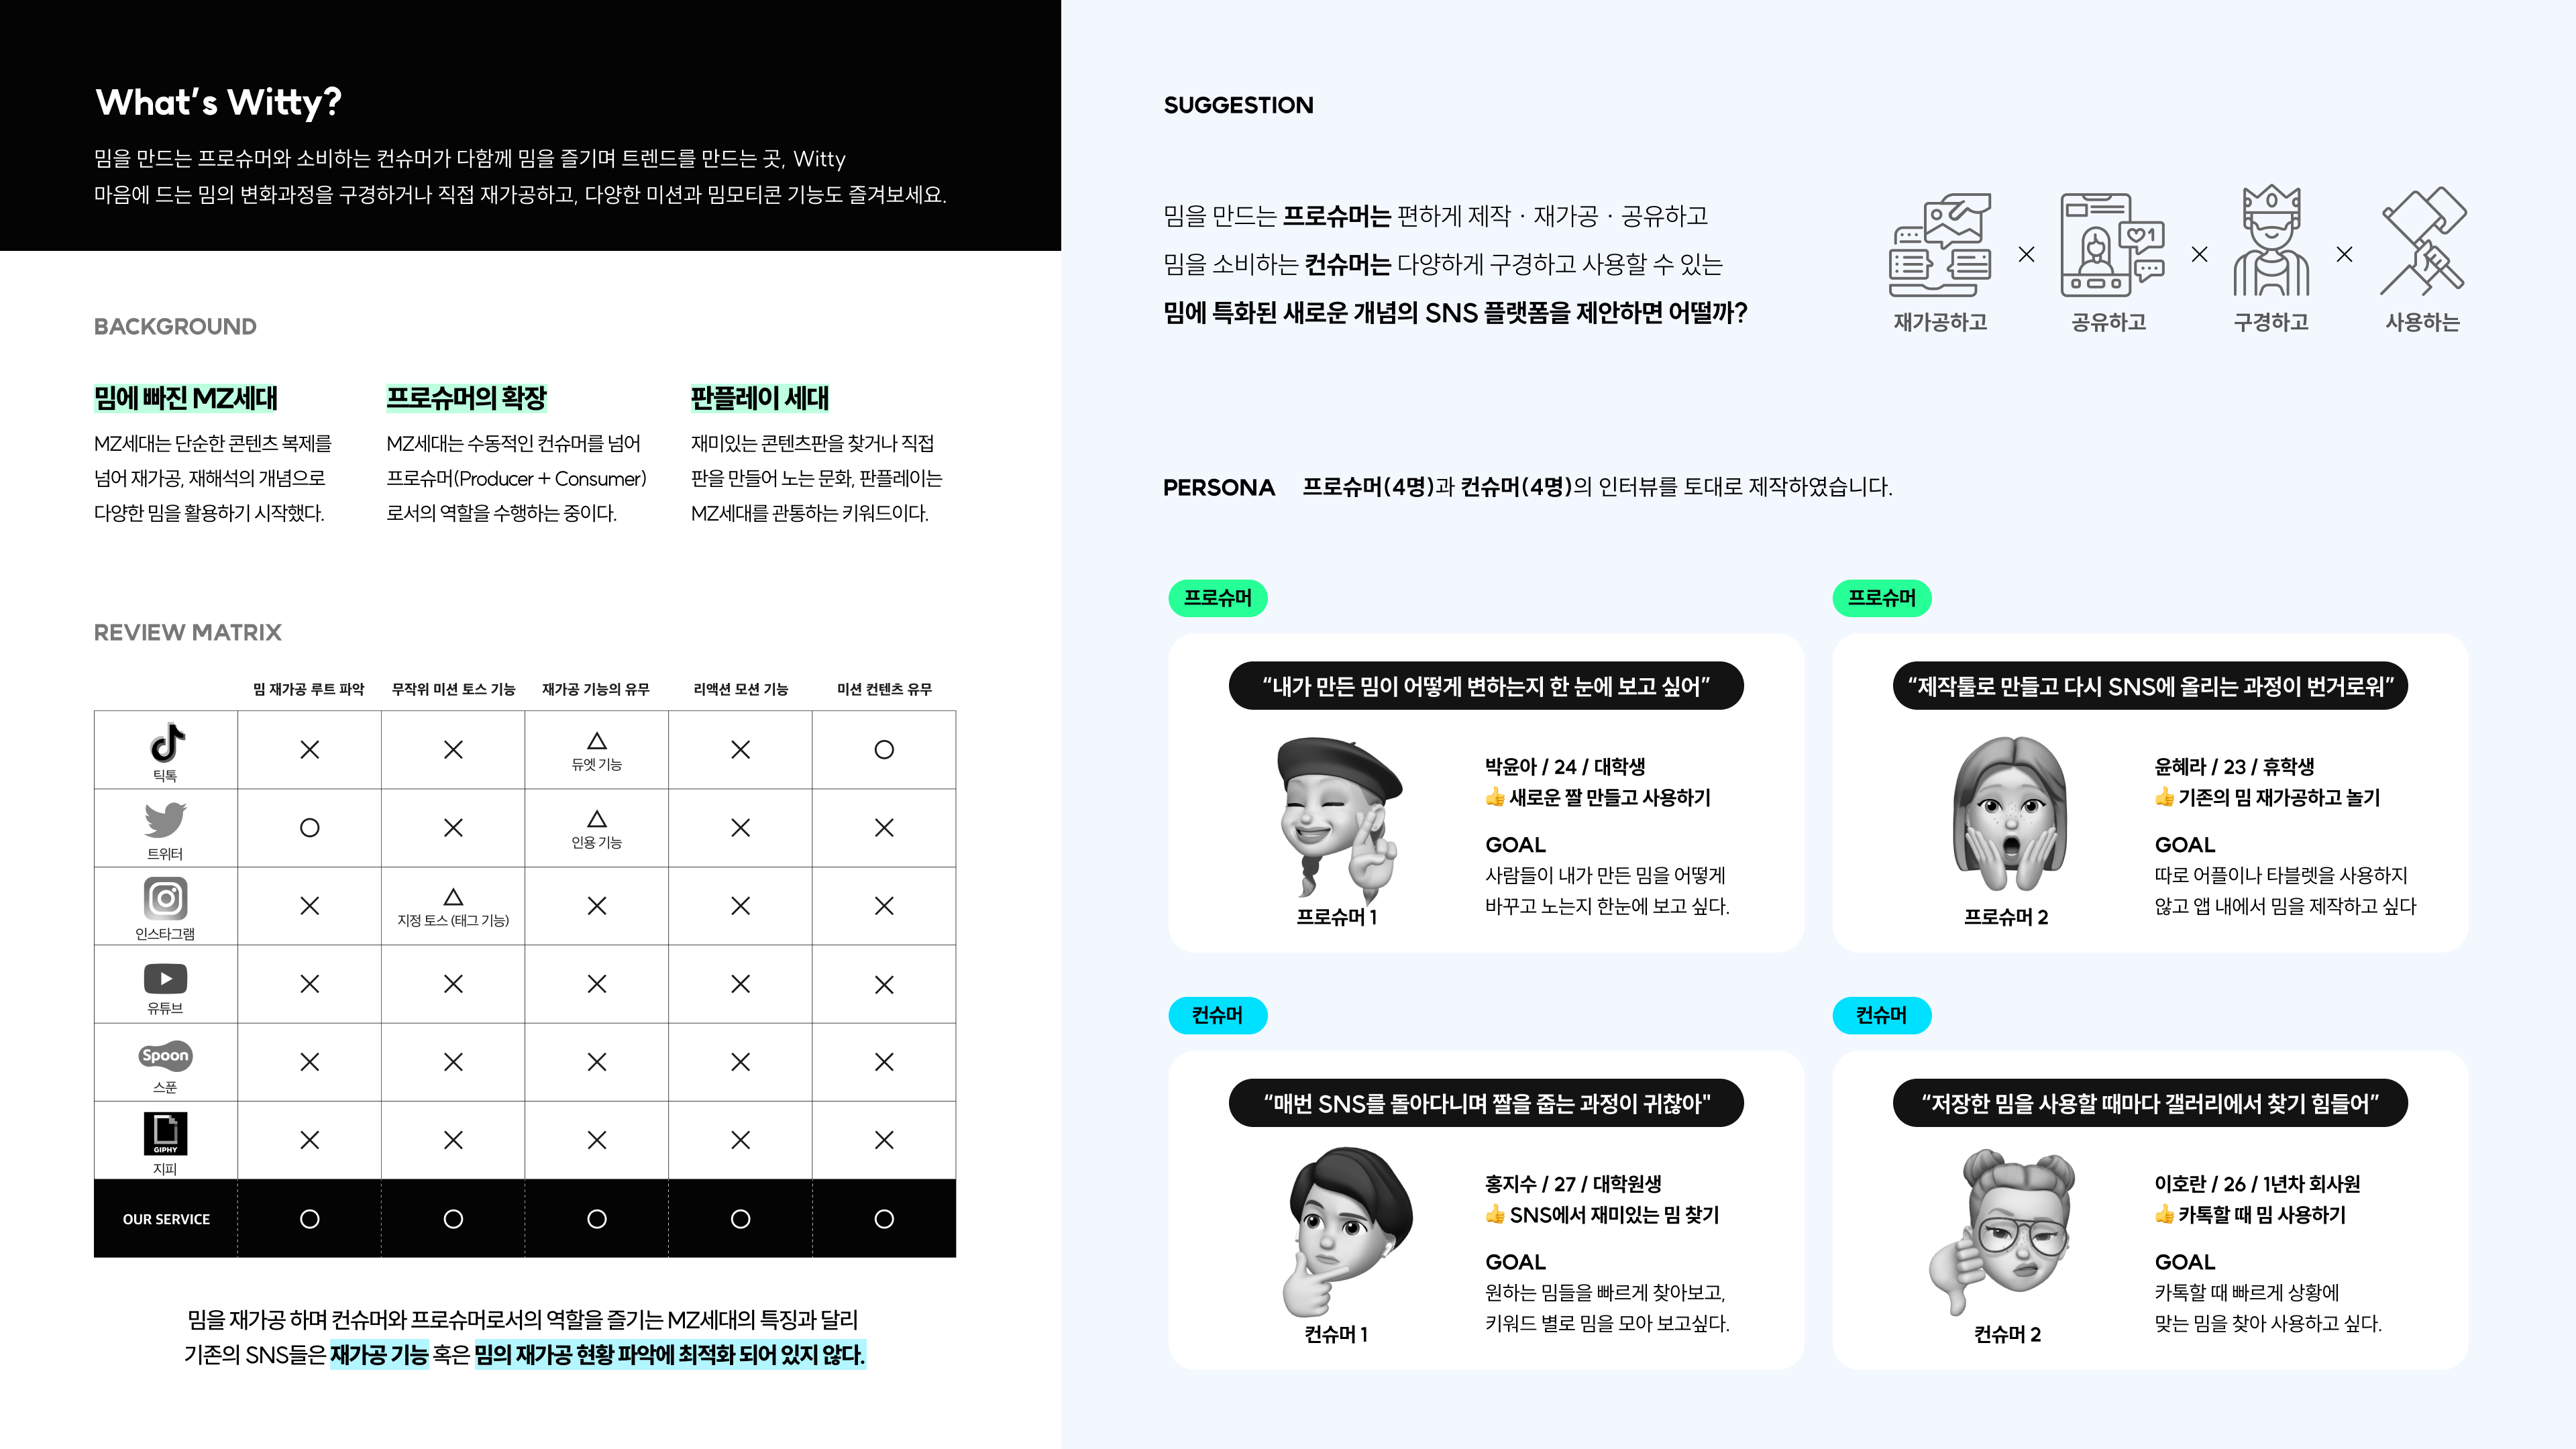 What's Witty?
밈을 만드는 프로슈머와 소비하는 컨슈머가 다함께 밈을 즐기며 트렌드를 만드는 곳, Witty
마음에 드는 밈의 변화과정을 구경하거나 직접 재가공하고, 다양한 미션과 밈모티콘 기능도 즐겨보세요.
BACKGROUND
밈에 빠진 MZ세대
MZ세대는 단순한 콘텐츠 복제를
넘어 재가공, 재해석의 개념으로
다양한 밈을 활용하기 시작했다.
프로슈머의 확장
MZ세대는 수동적인 컨슈머를 넘어
프로슈머(Producer + Consumer)
로서의 역할을 수행하는 중이다.
판플레이 세대
재미있는 콘텐츠판을 찾거나 직접
판을 만들어 노는 문화, 판플레이는
MZ세대를 관통하는 키워드이다.
REVIEW MATRIX
밈 재가공 루트 파악 무작위 미션 토스 기능 재가공 기능의 유무 리액션 모션 기능 미션 컨텐츠 유무
틱톡 × × △ × ○
듀엣 기능
트위터 ○ × △ × ×
인용 기능
인스타그램 × △ × × ×
지정 토스 (태그 기능)
유튜브 × × × × ×
Spoon
스푼 × × × × ×
GIPHY
지피 × × × × ×
OUR SERVICE ○ ○ ○ ○ ○
밈을 재가공 하며 컨슈머와 프로슈머로서의 역할을 즐기는 MZ세대의 특징과 달리
기존의 SNS들은 재가공 기능 혹은 밈의 재가공 현황 파악에 최적화 되어 있지 않다.
SUGGESTION
밈을 만드는 프로슈머는 편하게 제작 · 재가공 · 공유하고
밈을 소비하는 컨슈머는 다양하게 구경하고 사용할 수 있는
밈에 특화된 새로운 개념의 SNS 플랫폼을 제안하면 어떨까?
1
재가공하고 × 공유하고 × 구경하고 × 사용하는
PERSONA 프로슈머(4명)과 컨슈머(4명)의 인터뷰를 토대로 제작하였습니다.
프로슈머
“내가 만든 밈이 어떻게 변하는지 한 눈에 보고 싶어”
박윤아 / 24 / 대학생
👍 새로운 짤 만들고 사용하기
GOAL
사람들이 내가 만든 밈을 어떻게
바꾸고 노는지 한눈에 보고 싶다.
프로슈머 1
프로슈머
“제작툴로 만들고 다시 SNS에 올리는 과정이 번거로워”
윤혜라 / 23 / 휴학생
👍 기존의 밈 재가공하고 놀기
GOAL
따로 어플이나 타블렛을 사용하지
않고 앱 내에서 밈을 제작하고 싶다
프로슈머 2
컨슈머
“매번 SNS를 돌아다니며 짤을 줍는 과정이 귀찮아"
홍지수 / 27 / 대학원생
👍 SNS에서 재미있는 밈 찾기
GOAL
원하는 밈들을 빠르게 찾아보고,
키워드 별로 밈을 모아 보고싶다.
컨슈머 1
컨슈머
“저장한 밈을 사용할 때마다 갤러리에서 찾기 힘들어”
이호란 / 26 / 1년차 회사원
👍 카톡할 때 밈 사용하기
GOAL
카톡할 때 빠르게 상황에
맞는 밈을 찾아 사용하고 싶다.
컨슈머 2